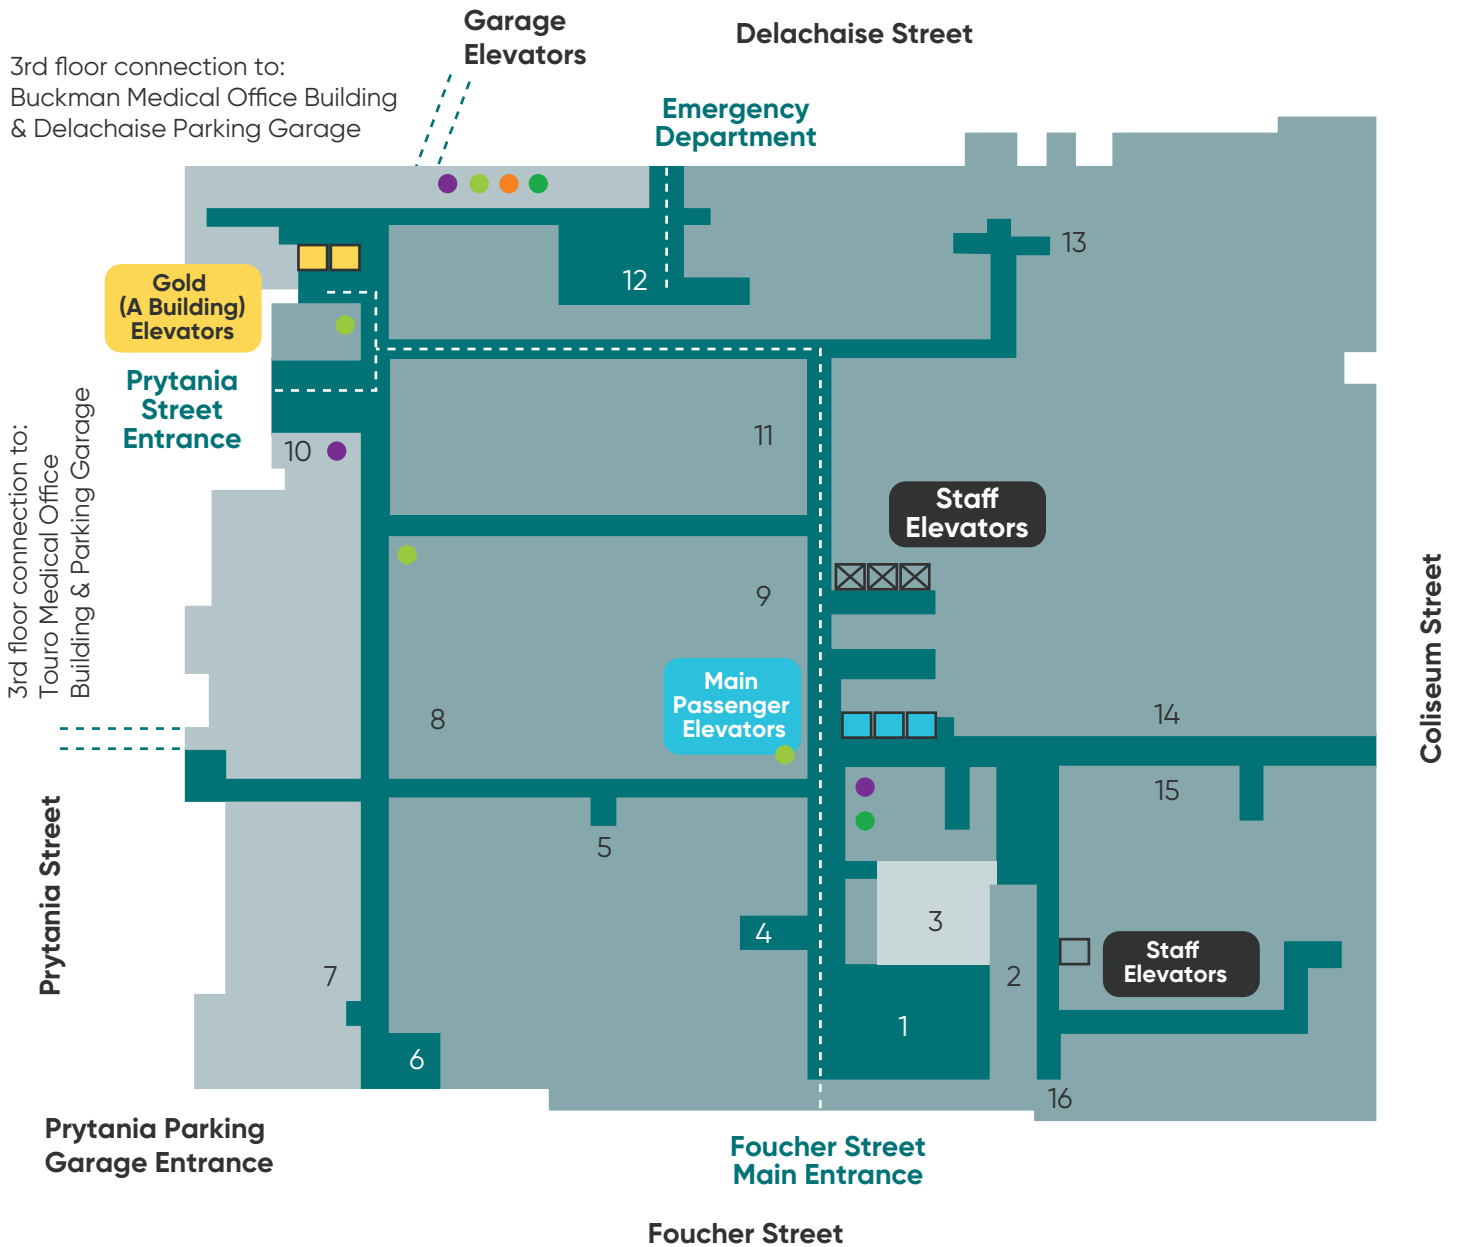 Garage
Elevators
Delachaise Street
3rd floor connection to:
Buckman Medical Office Building
& Delachaise Parking Garage
Emergency
Department
13
12
Gold
(A Building)
Elevators
Prytania
Street
Entrance
3rd floor connection to:
Touro Medical Office
Building & Parking Garage
10
11
Staff
Elevators
9
Main
Passenger
Elevators
8
14
Coliseum Street
15
Prytania Street
5
4
3
Staff
Elevators
7
2
1
6
16
Prytania Parking
Garage Entrance
Foucher Street
Main Entrance
Foucher Street